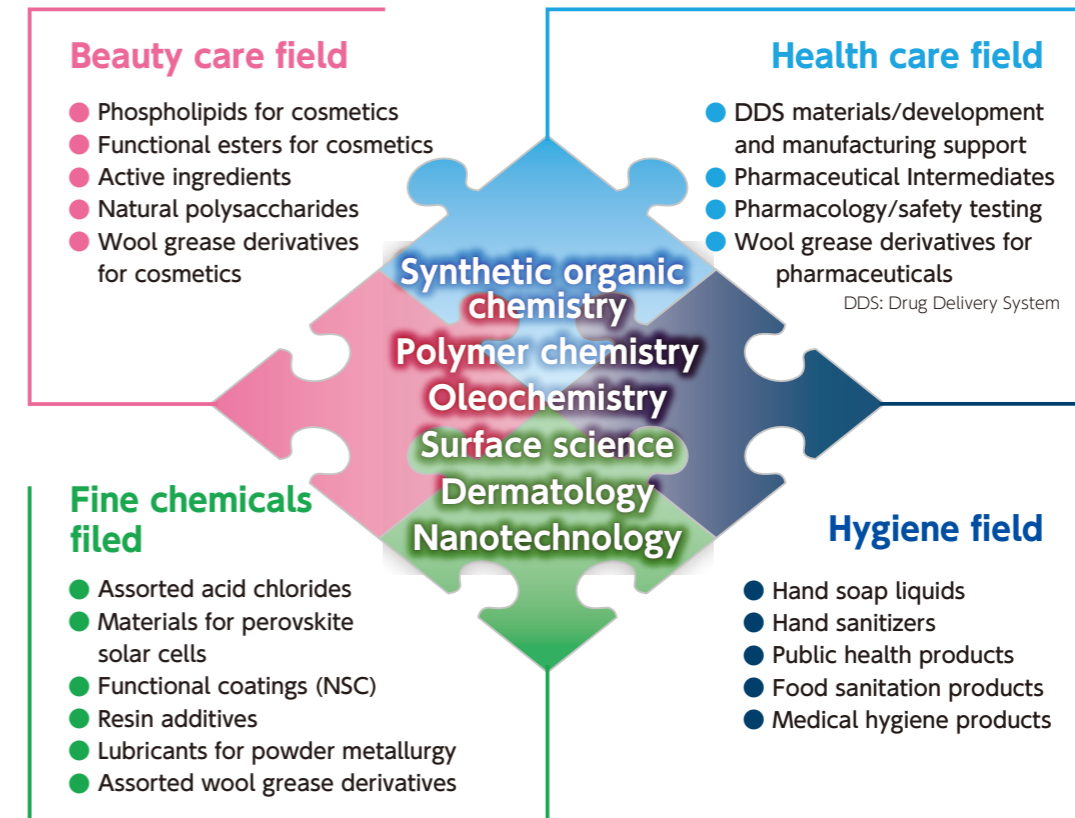 Beauty care field
Phospholipids for cosmetics
Functional esters for cosmetics
Active ingredients
Natural polysaccharides
Wool grease derivatives
for cosmetics
Health care field
DDS materials/development
and manufacturing support
Pharmaceutical Intermediates
Pharmacology/safety testing
Wool grease derivatives for
pharmaceuticals
DDS: Drug Delivery System
Synthetic organic
chemistry
Polymer chemistry
Oleochemistry
Surface science
Dermatology
Nanotechnology
Fine chemicals
filed
Assorted acid chlorides
Materials for perovskite
solar cells
Functional coatings (NSC)
Resin additives
Lubricants for powder metallurgy
Assorted wool grease derivatives
Hygiene field
Hand soap liquids
Hand sanitizers
Public health products
Food sanitation products
Medical hygiene products